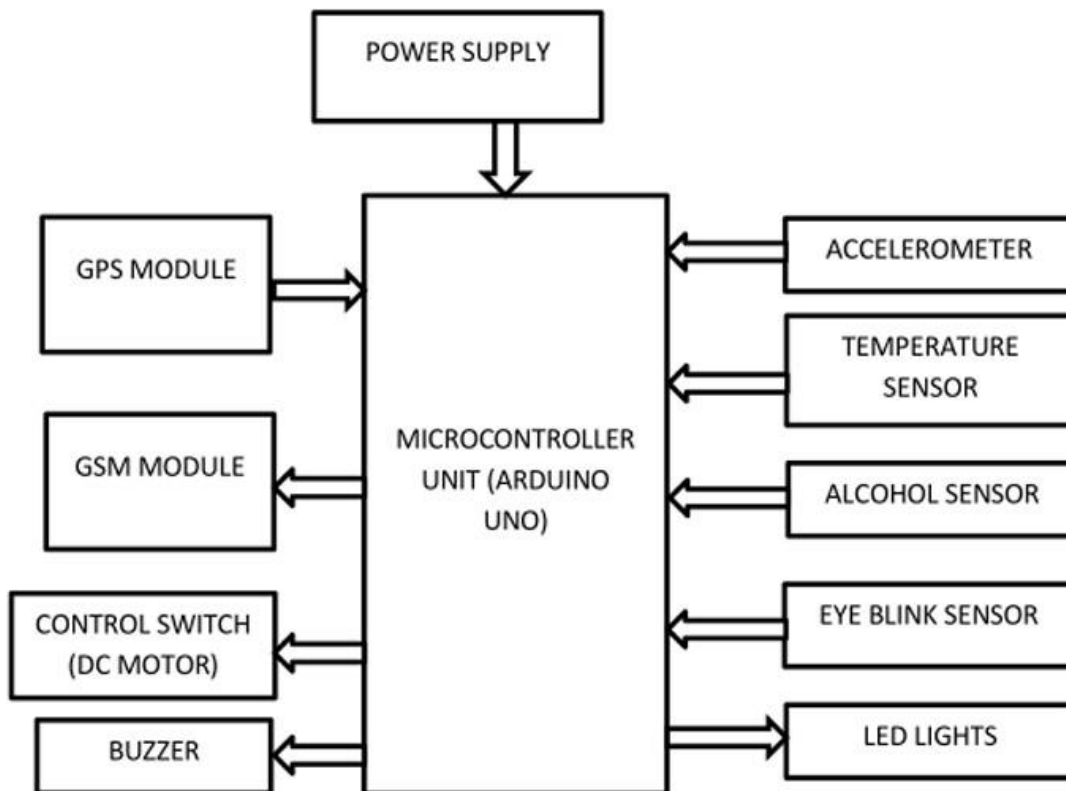 POWER SUPPLY
GPS MODULE
GSM MODULE
CONTROL SWITCH
(DC MOTOR)
BUZZER
MICROCONTROLLER
UNIT (ARDUINO
UNO)
ACCELEROMETER
TEMPERATURE
SENSOR
ALCOHOL SENSOR
EYE BLINK SENSOR
LED LIGHTS